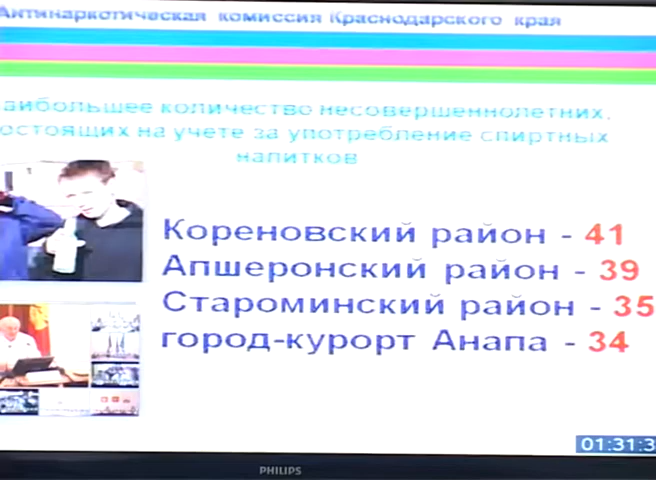 Антинаркотическая комиссия Краснодарского края
аибольшее количество несовершеннолетних,
остоящих на учете за употребление спиртных
напитков
Кореновский район - 41
Апшеронский район - 39
Староминский район - 35
город-курорт Анапа - 34
01:31:3
PHILIPS